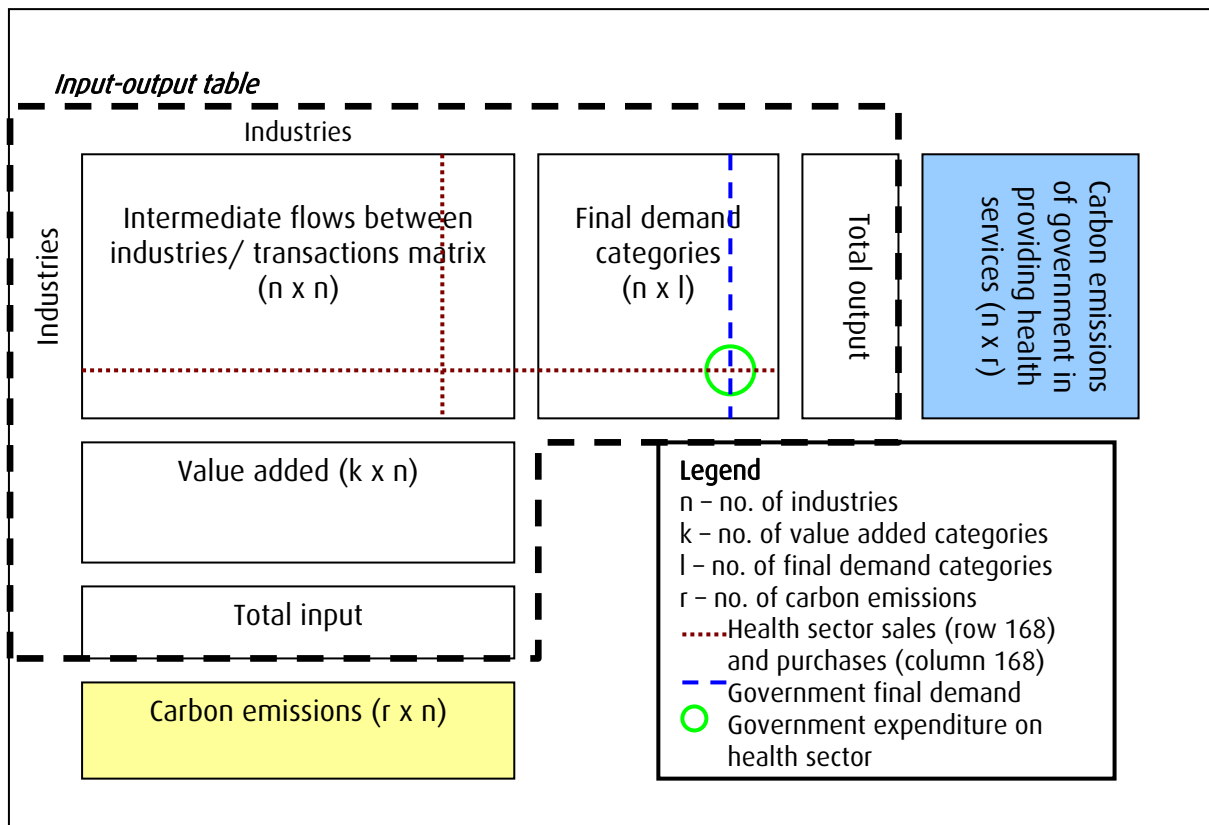 Input-output table
Industries
Industries
Intermediate flows between
industries/ transactions matrix
(n x n)
Final demand
categories
(n x l)
Total output
Carbon emissions
of government in
providing health
services (n x r)
Value added (k x n)
Total input
Carbon emissions (r x n)
Legend
n – no. of industries
k – no. of value added categories
l – no. of final demand categories
r – no. of carbon emissions
Health sector sales (row 168)
and purchases (column 168)
Government final demand
Government expenditure on
health sector